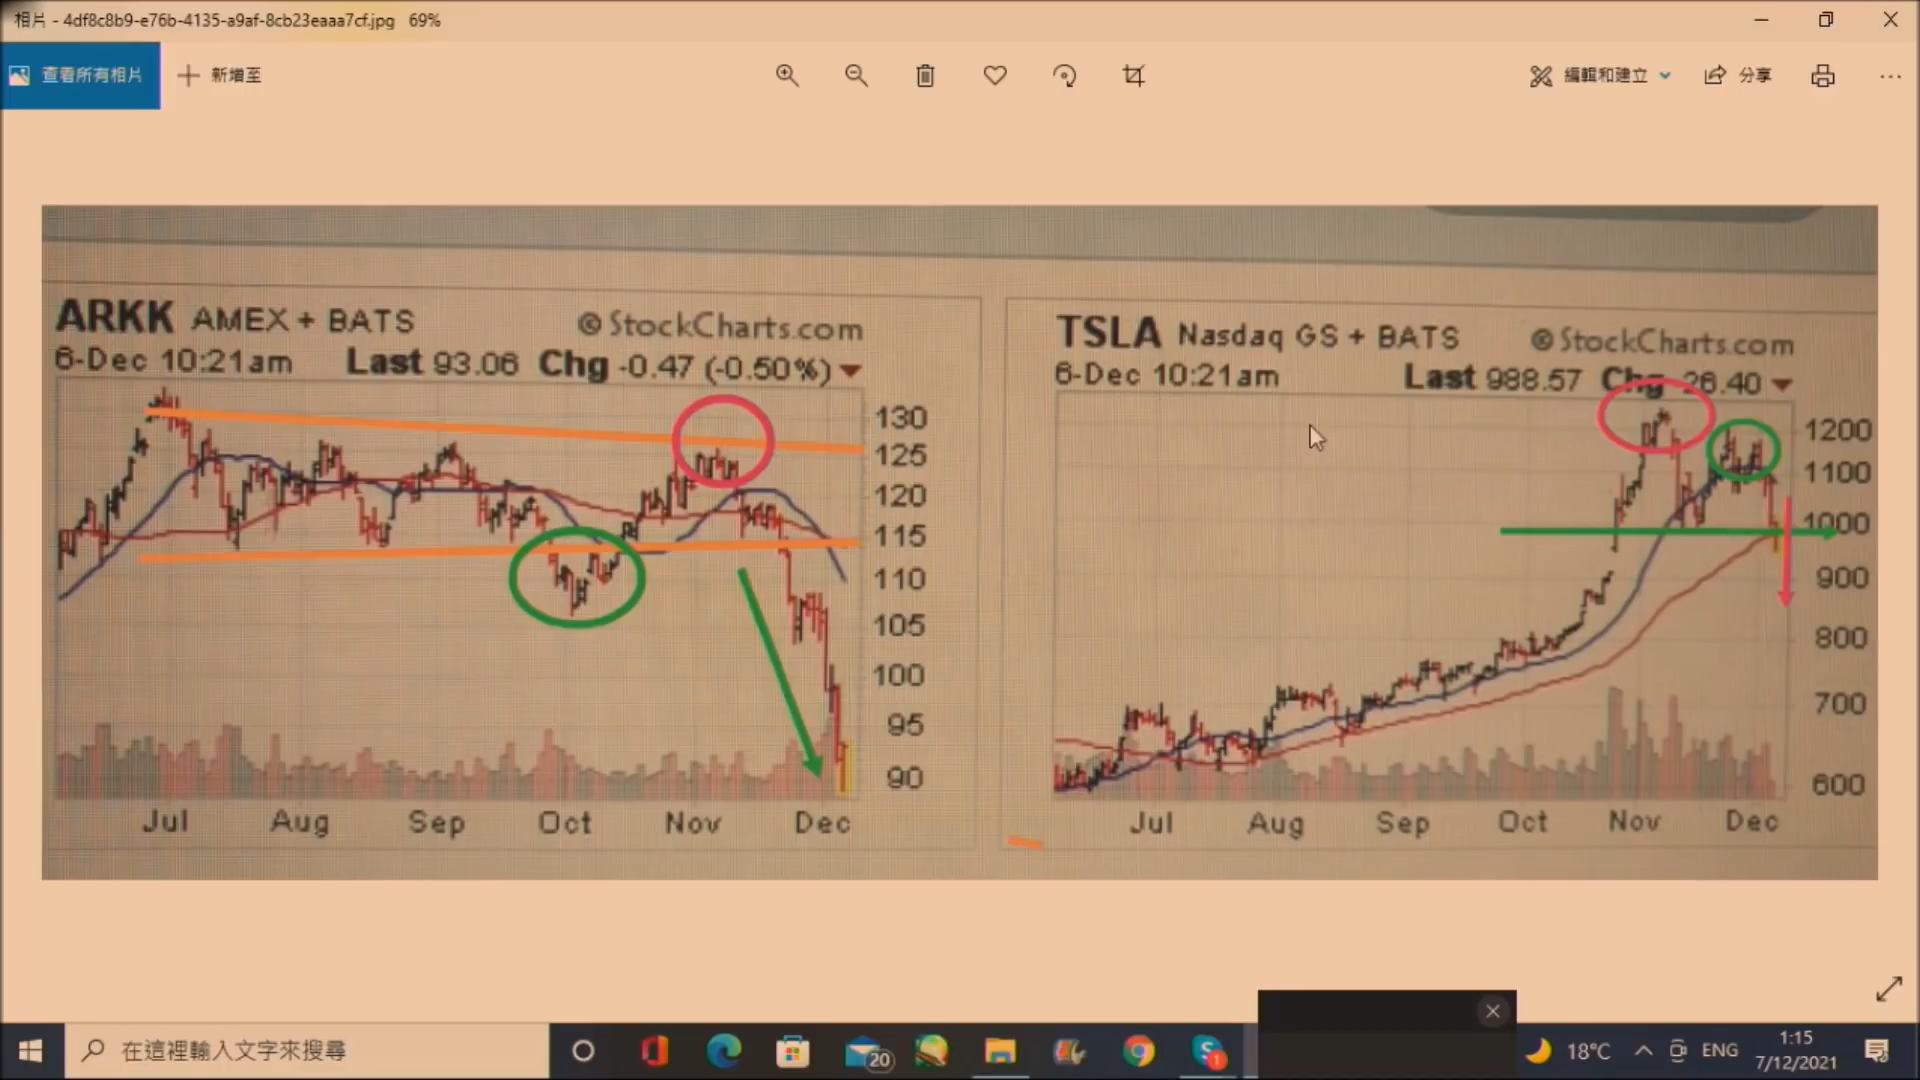 相片 - 4df8c8b9-e76b-4135-a9af-8cb23eaaa7cf.jpg 69%
查看所有相片
新增至
編輯和建立
分享
ARKK AMEX + BATS
© StockCharts.com
6-Dec 10:21am Last 93.06 Chg -0.47 (-0.50%)
130
125
120
115
110
105
100
95
90
Jul Aug Sep Oct Nov Dec
TSLA Nasdaq GS + BATS
© StockCharts.com
6-Dec 10:21am Last 988.57 Chg -26.40
1200
1100
1000
900
800
700
600
Jul Aug Sep Oct Nov Dec
在這裡輸入文字來搜尋
20
S
1
18°C
ENG
1:15
7/12/2021